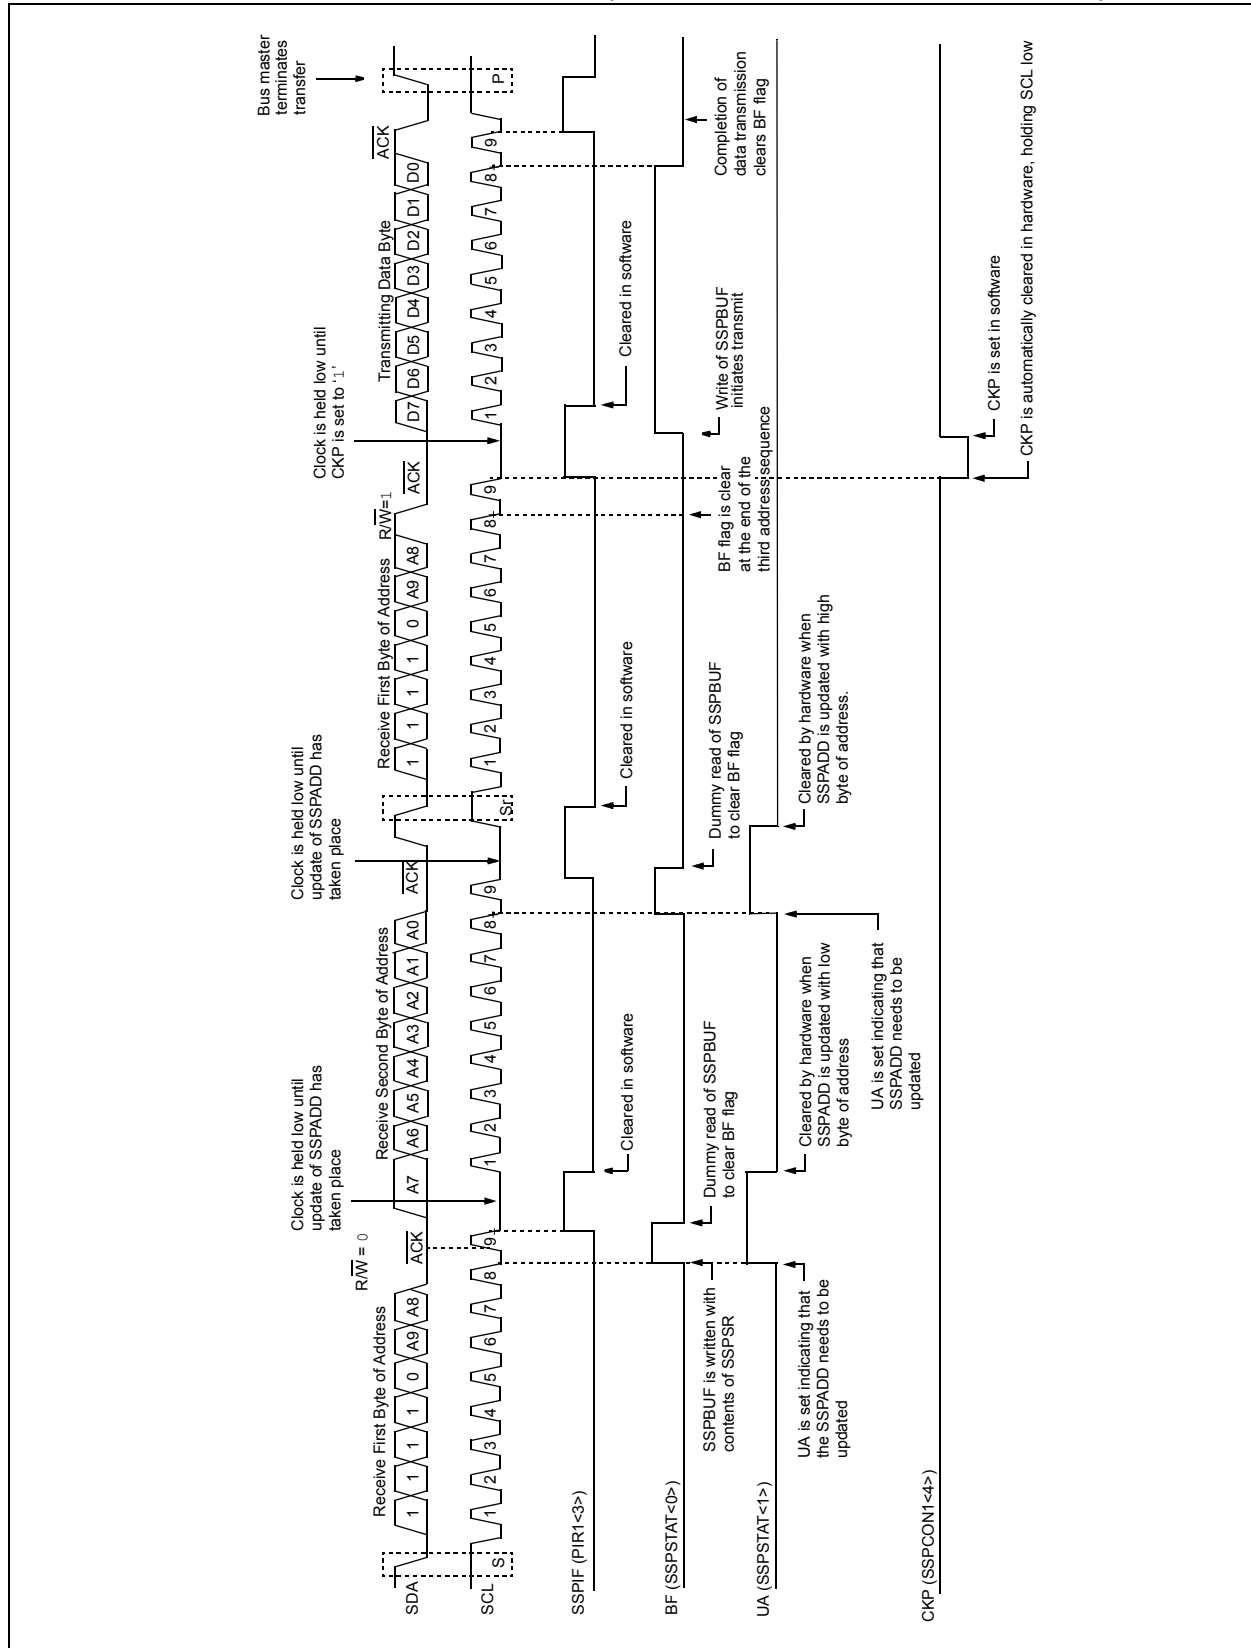 Bus master
terminates
transfer
Clock is held low until
update of SSPADD has
taken place
Clock is held low until
update of SSPADD has
taken place
Clock is held low until
CKP is set to ‘1’
Receive First Byte of Address
R/W = 0
Receive Second Byte of Address
Receive First Byte of Address
R/W=1
Transmitting Data Byte
SDA
1 1 1 1 0 A9 A8
ACK
A7 A6 A5 A4 A3 A2 A1 A0
ACK
1 1 1 1 0 A9 A8
ACK
D7 D6 D5 D4 D3 D2 D1 D0
ACK
SCL
S
1 2 3 4 5 6 7 8 9
1 2 3 4 5 6 7 8 9
Sr
1 2 3 4 5 6 7 8 9
1 2 3 4 5 6 7 8 9
P
SSPIF (PIR1<3>)
Cleared in software
Cleared in software
Cleared in software
BF (SSPSTAT<0>)
SSPBUF is written with
contents of SSPSR
Dummy read of SSPBUF
to clear BF flag
Dummy read of SSPBUF
to clear BF flag
BF flag is clear
at the end of the
third address sequence
Write of SSPBUF
initiates transmit
Completion of
data transmission
clears BF flag
UA (SSPSTAT<1>)
UA is set indicating that
the SSPADD needs to be
updated
Cleared by hardware when
SSPADD is updated with low
byte of address
UA is set indicating that
SSPADD needs to be
updated
Cleared by hardware when
SSPADD is updated with high
byte of address.
CKP (SSPCON1<4>)
CKP is set in software
CKP is automatically cleared in hardware, holding SCL low